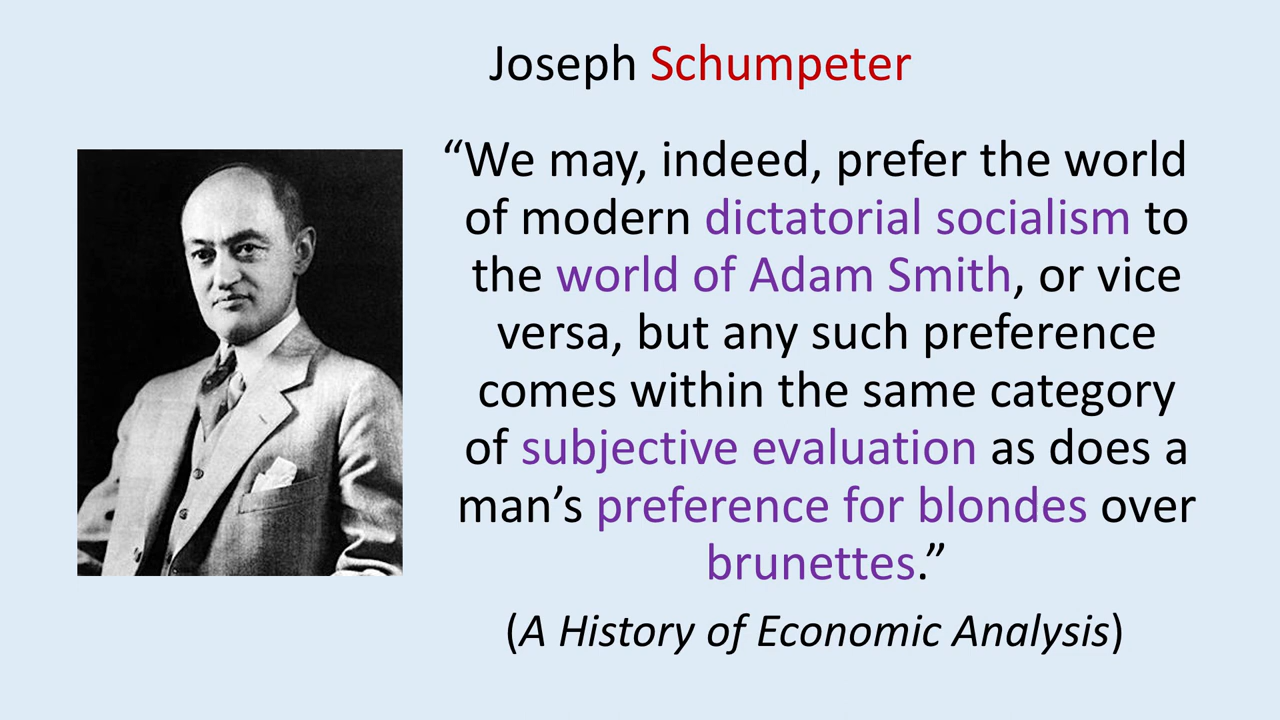 Joseph Schumpeter
“We may, indeed, prefer the world
of modern dictatorial socialism to
the world of Adam Smith, or vice
versa, but any such preference
comes within the same category
of subjective evaluation as does a
man’s preference for blondes over
brunettes.”
(A History of Economic Analysis)